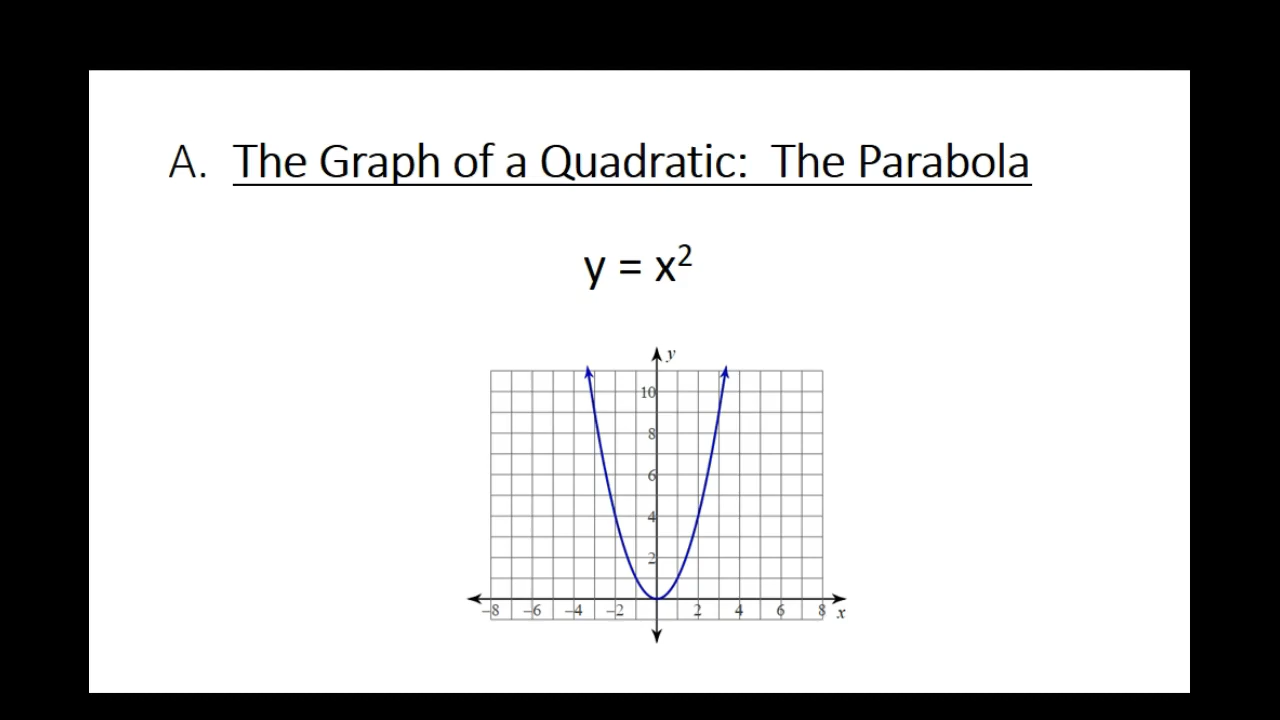 A. The Graph of a Quadratic: The Parabola
y = x²
y
10
8
6
4
2
−8 −6 −4 −2 2 4 6 8 x